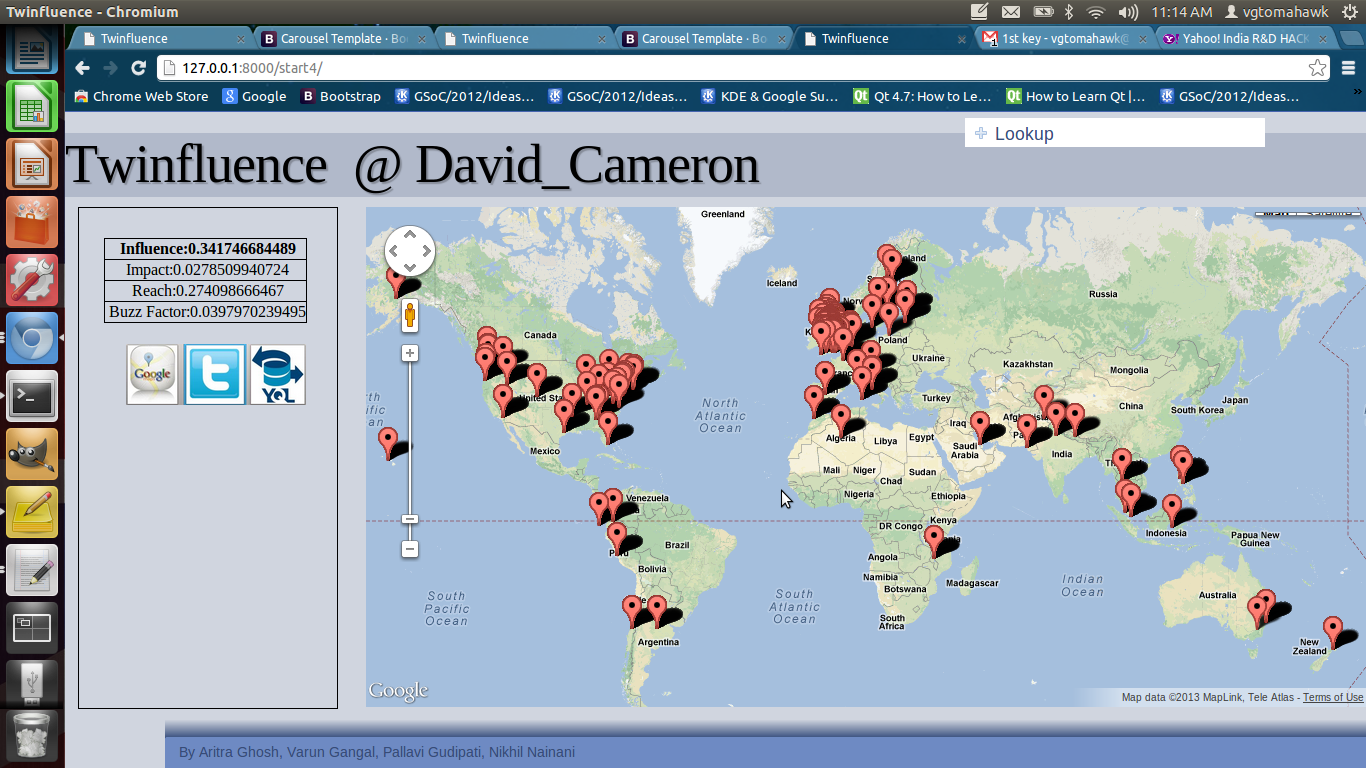 Twinfluence - Chromium
11:14 AM vgtomahawk
Twinfluence
Carousel Template · Bo
Twinfluence
Carousel Template · Bo
Twinfluence
1st key - vgtomahawk@
Yahoo! India R&D HACK
127.0.0.1:8000/start4/
Chrome Web Store
Google
Bootstrap
GSoC/2012/Ideas...
GSoC/2012/Ideas...
KDE & Google Su...
Qt 4.7: How to Le...
How to Learn Qt |...
GSoC/2012/Ideas...
Lookup
Twinfluence @ David_Cameron
Influence:0.341746684489
Impact:0.0278509940724
Reach:0.274098666467
Buzz Factor:0.0397970239495
Google
YQL
Greenland
Iceland
Russia
Canada
Poland
Ukraine
Kazakhstan
Mongolia
North
Atlantic
Ocean
Turkey
China
Japan
South Korea
Iraq
Algeria
Libya
Egypt
Saudi
Arabia
India
Mexico
Mali
Niger
Chad
Sudan
Nigeria
Ethiopia
Venezuela
DR Congo
Kenya
Indonesia
Papua New
Guinea
Brazil
Angola
Bolivia
Namibia
Botswana
Madagascar
Indian
Ocean
Australia
South
Pacific
Ocean
South
Atlantic
Ocean
South
Africa
Argentina
New
Zealand
Google
Map data ©2013 MapLink, Tele Atlas - Terms of Use
By Aritra Ghosh, Varun Gangal, Pallavi Gudipati, Nikhil Nainani